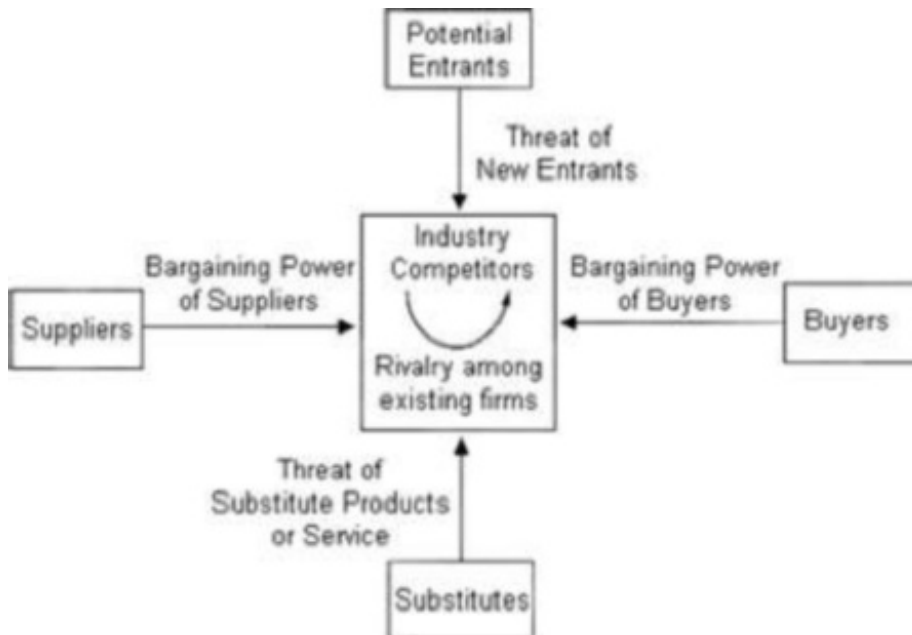 Potential
Entrants
Threat of
New Entrants
Industry
Competitors
Bargaining Power
of Suppliers
Bargaining Power
of Buyers
Suppliers
Buyers
Rivalry among
existing firms
Threat of
Substitute Products
or Service
Substitutes